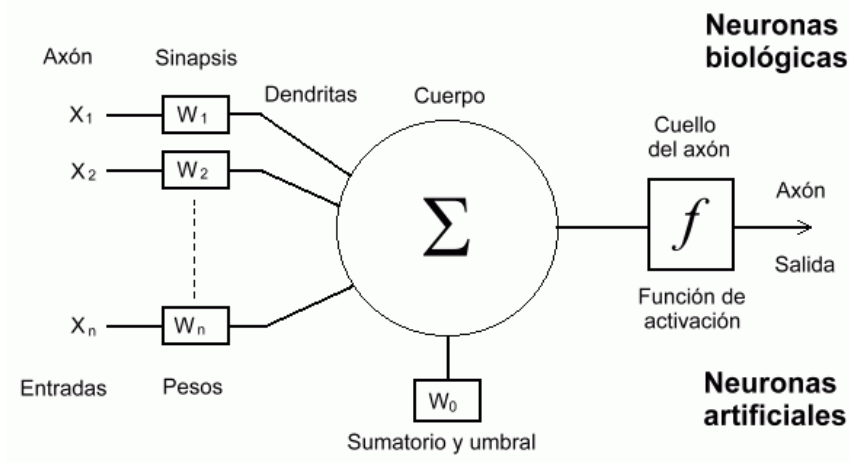 Neuronas
biológicas
Axón
Sinapsis
Dendritas
Cuerpo
Cuello
del axón
X₁
W₁
X₂
W₂
Σ
f
Axón
Salida
Xₙ
Wₙ
Función de
activación
Entradas
Pesos
W₀
Neuronas
artificiales
Sumatorio y umbral